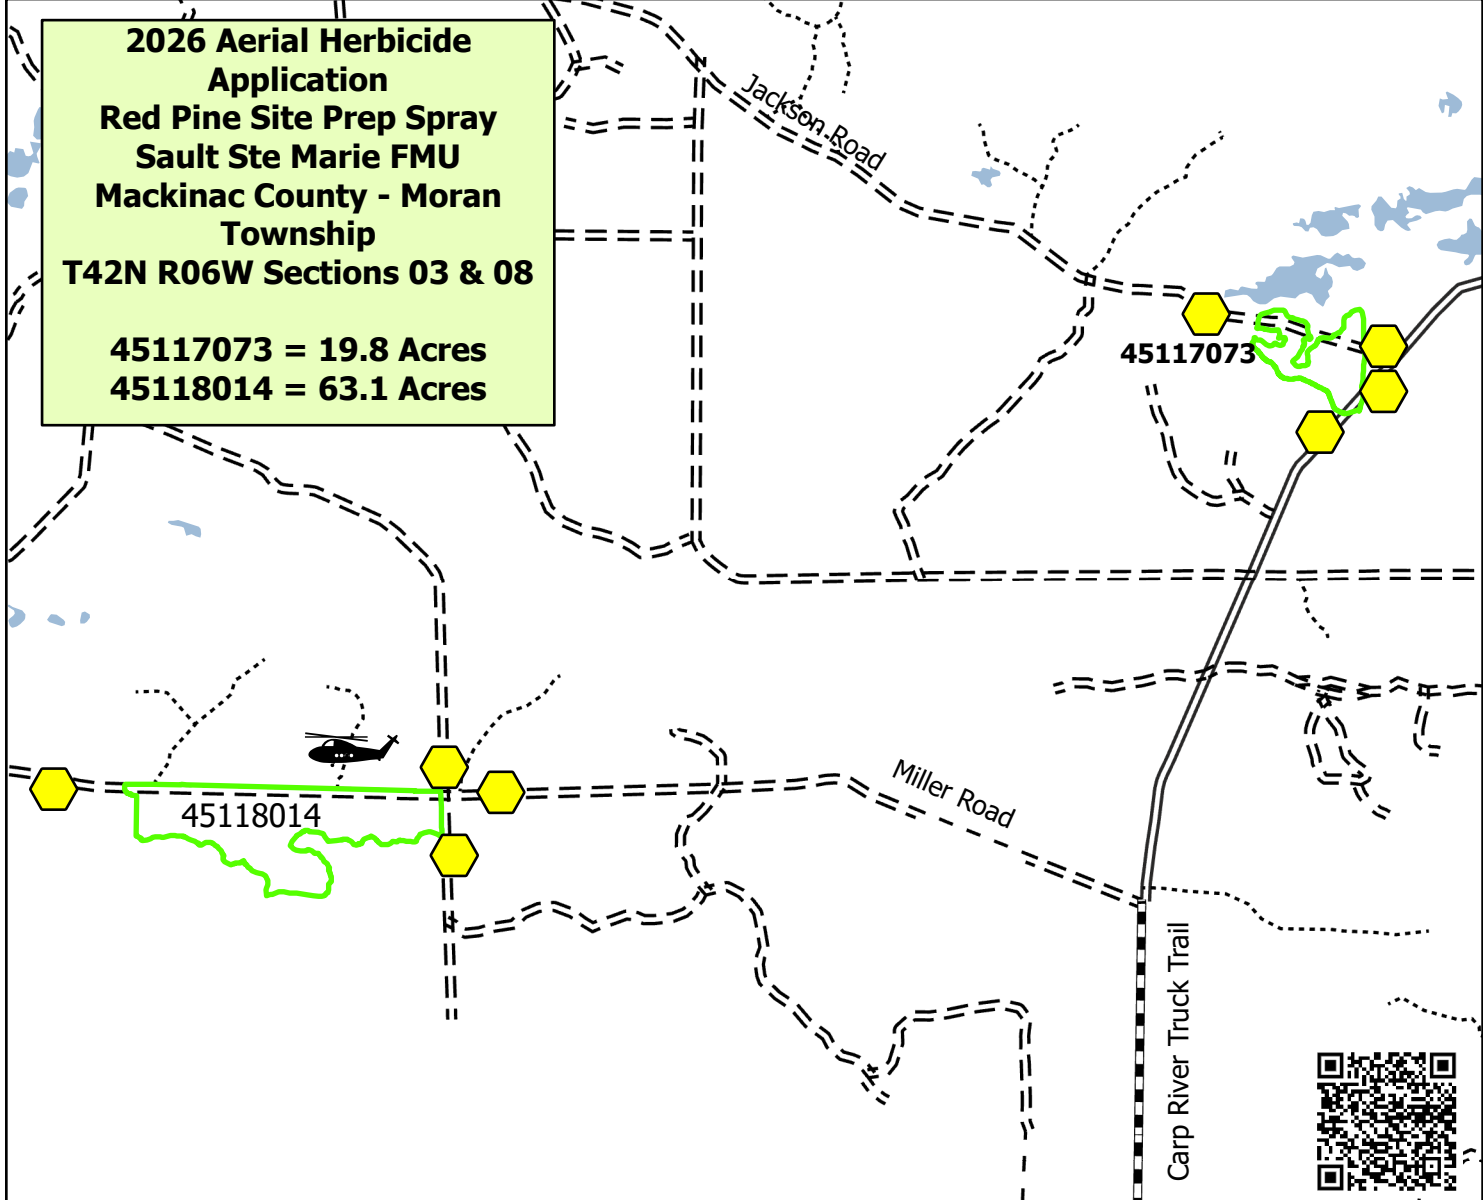 2026 Aerial Herbicide
Application
Red Pine Site Prep Spray
Sault Ste Marie FMU
Mackinac County - Moran
Township
T42N R06W Sections 03 & 08
45117073 = 19.8 Acres
45118014 = 63.1 Acres
Jackson Road
45117073
45118014
Miller Road
Carp River Truck Trail